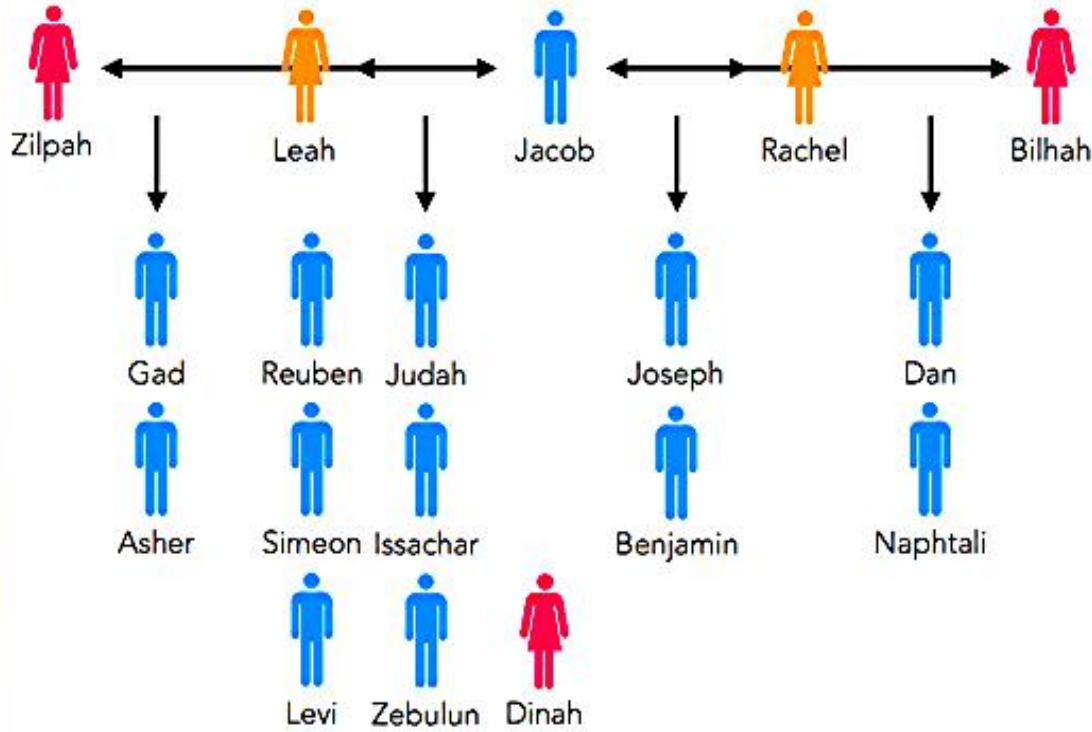 Zilpah Leah Jacob Rachel Bilhah
Gad Reuben Judah Joseph Dan
Asher Simeon Issachar Benjamin Naphtali
Levi Zebulun Dinah